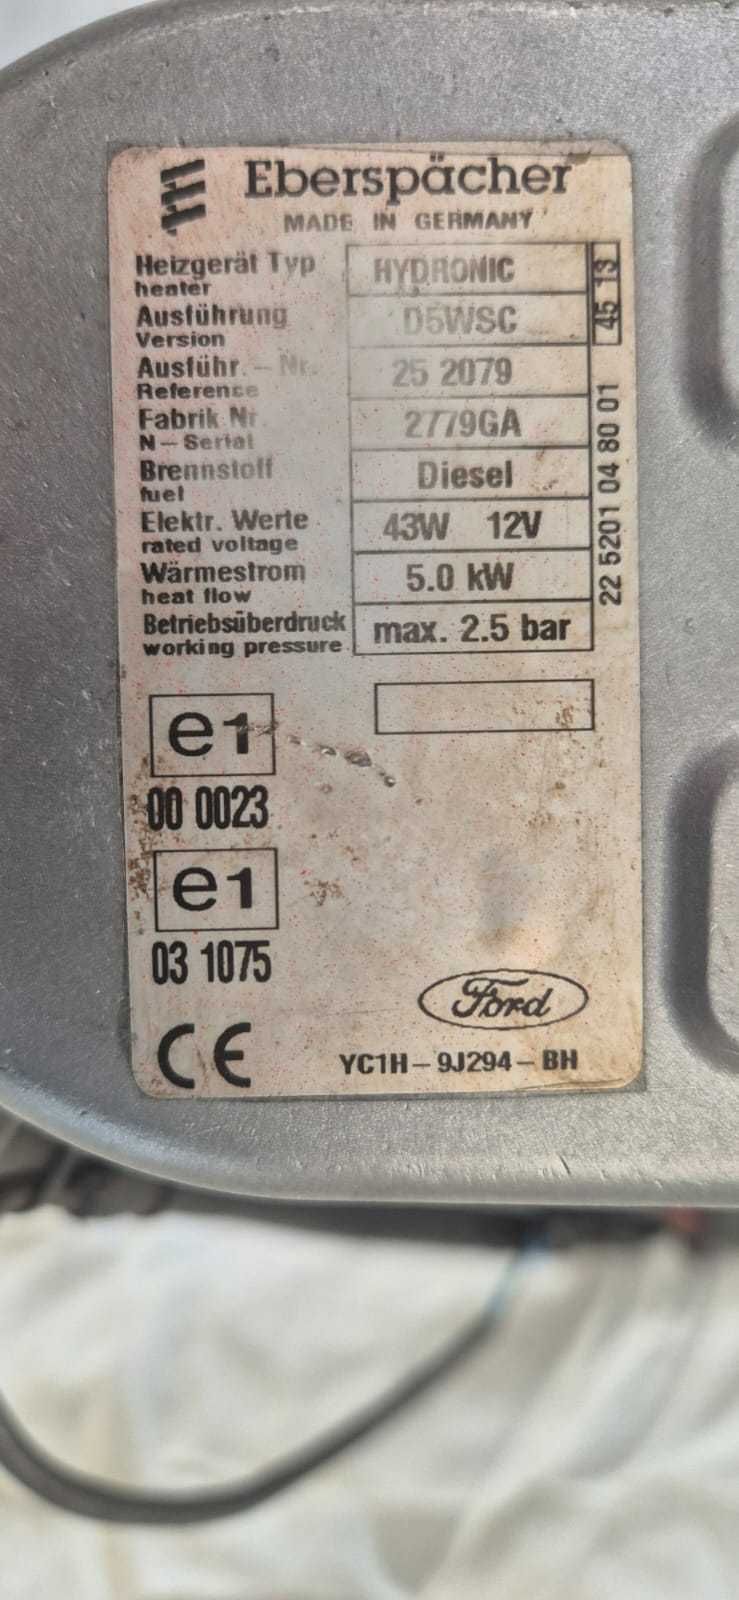 Eberspächer
MADE IN GERMANY
Heizgerät Typ HYDRONIC
heater
Ausführung D5WSC
Version
Ausführ.-Nr. 25 2079
Reference
Fabrik Nr 2779GA
N-Serial
Brennstoff Diesel
fuel
Elektr. Werte 43W 12V
rated voltage
Wärmestrom 5.0 kW
heat flow
Betriebsüberdruck max. 2.5 bar
working pressure
45 13
22 5201 04 80 01
e1
00 0023
e1
03 1075
CE
Ford
YC1H-9J294-BH